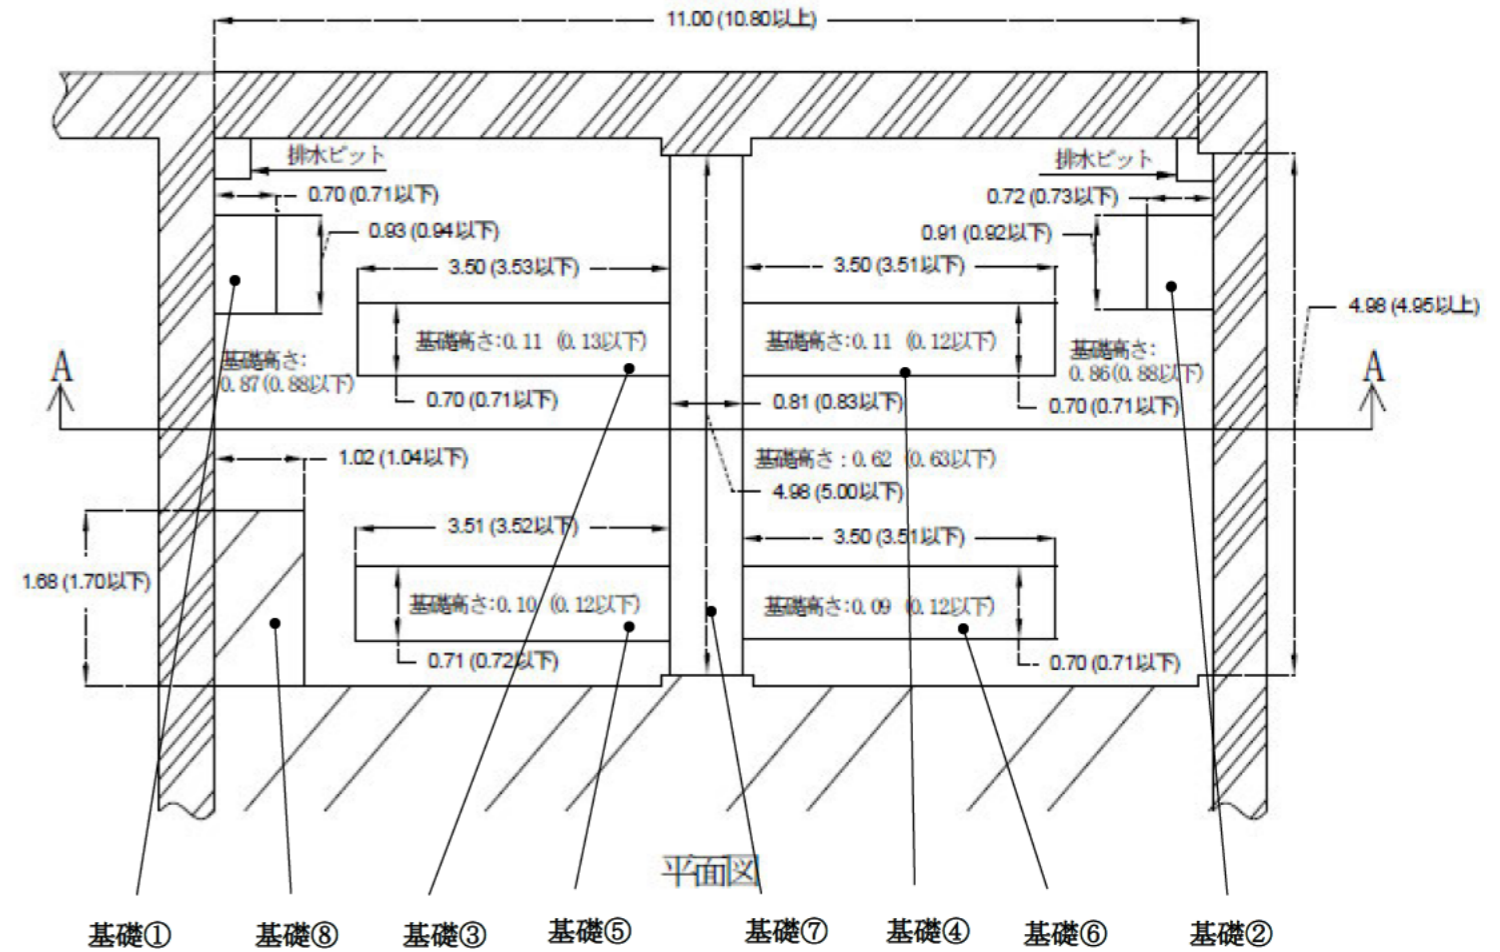 11.00 (10.80以上)
排水ピット
排水ピット
0.70 (0.71以下)
0.72 (0.73以下)
0.93 (0.94以下)
0.91 (0.92以下)
3.50 (3.53以下)
3.50 (3.51以下)
4.98 (4.95以上)
基礎高さ:0.11 (0.13以下)
基礎高さ:0.11 (0.12以下)
基礎高さ:
0.87(0.88以下)
基礎高さ:
0.86(0.88以下)
A
A
0.70 (0.71以下)
0.81 (0.83以下)
0.70 (0.71以下)
1.02 (1.04以下)
基礎高さ:0.62 (0.63以下)
4.98 (5.00以下)
3.51 (3.52以下)
3.50 (3.51以下)
1.68 (1.70以下)
基礎高さ:0.10 (0.12以下)
基礎高さ:0.09 (0.12以下)
0.71 (0.72以下)
0.70 (0.71以下)
平面図
基礎①
基礎⑧
基礎③
基礎⑤
基礎⑦
基礎④
基礎⑥
基礎②